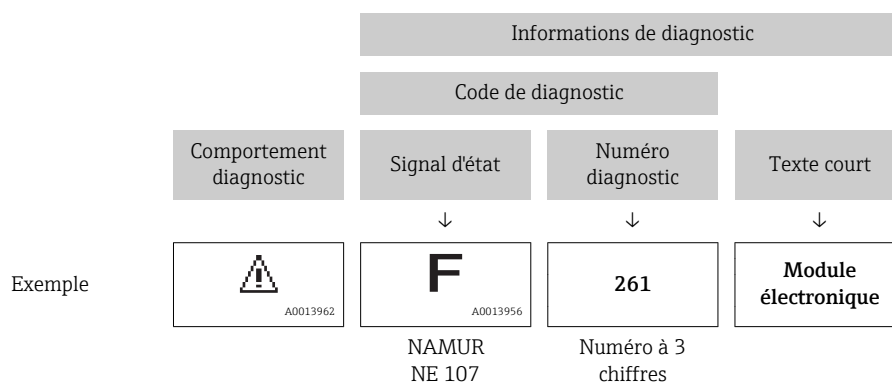 Informations de diagnostic
Code de diagnostic
Comportement
diagnostic
Signal d'état
Numéro
diagnostic
Texte court
↓ ↓ ↓
Exemple
A0013962
F
A0013956
261
Module
électronique
NAMUR
NE 107
Numéro à 3
chiffres